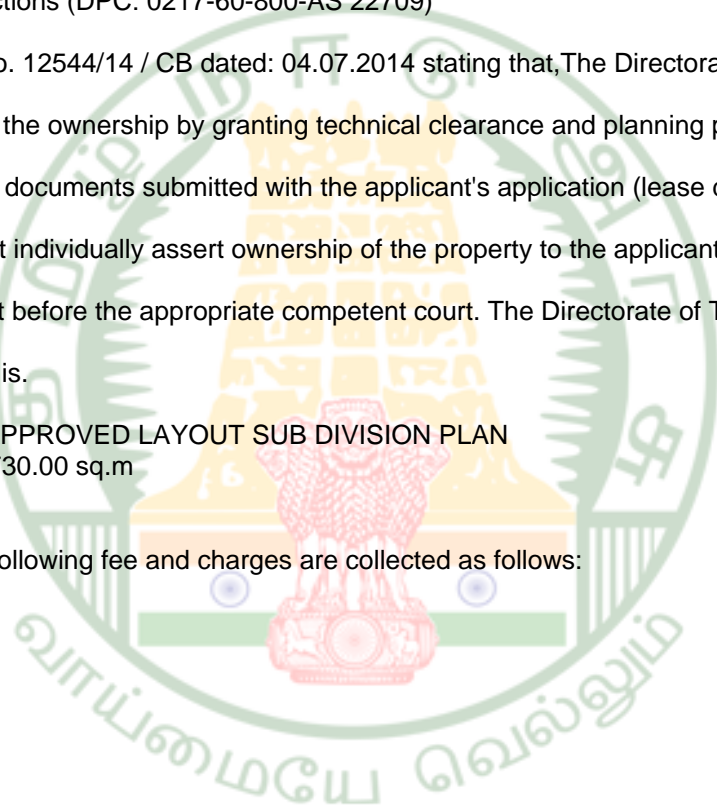 ctions (DPC: 0217-60-800-AS 22709)
o. 12544/14 / CB dated: 04.07.2014 stating that,The Directora
the ownership by granting technical clearance and planning p
documents submitted with the applicant's application (lease
t individually assert ownership of the property to the applicant
t before the appropriate competent court. The Directorate of T
is.
PPROVED LAYOUT SUB DIVISION PLAN
730.00 sq.m
ollowing fee and charges are collected as follows:
வாய்மையே வெல்லும்